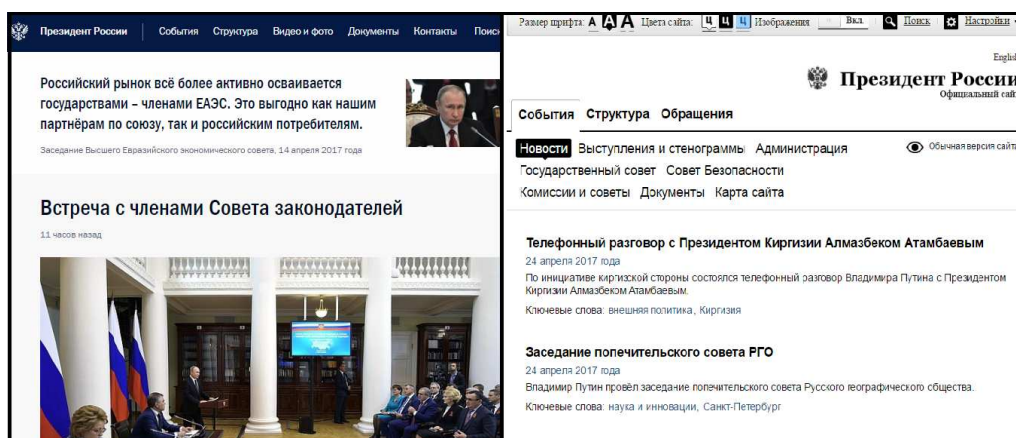 Президент России События Структура Видео и фото Документы Контакты Поиск
Российский рынок всё более активно осваивается
государствами – членами ЕАЭС. Это выгодно как нашим
партнёрам по союзу, так и российским потребителям.
Заседание Высшего Евразийского экономического совета, 14 апреля 2017 года
Встреча с членами Совета законодателей
11 часов назад
Размер шрифта: А А А Цвета сайта: Ц Ц Ц Изображения Вкл. Поиск Настройки
English
Президент России
Официальный сайт
События Структура Обращения
Новости Выступления и стенограммы Администрация
Обычная версия сайта
Государственный совет Совет Безопасности
Комиссии и советы Документы Карта сайта
Телефонный разговор с Президентом Киргизии Алмазбеком Атамбаевым
24 апреля 2017 года
По инициативе киргизской стороны состоялся телефонный разговор Владимира Путина с Президентом
Киргизии Алмазбеком Атамбаевым.
Ключевые слова: внешняя политика, Киргизия
Заседание попечительского совета РГО
24 апреля 2017 года
Владимир Путин провёл заседание попечительского совета Русского географического общества.
Ключевые слова: наука и инновации, Санкт-Петербург